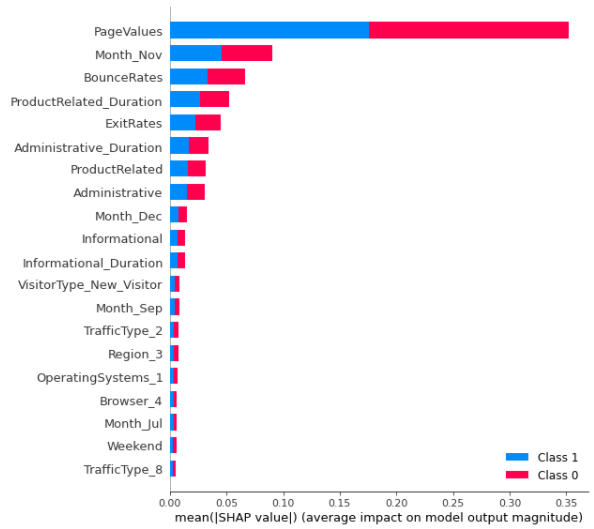 PageValues
Month_Nov
BounceRates
ProductRelated_Duration
ExitRates
Administrative_Duration
ProductRelated
Administrative
Month_Dec
Informational
Informational_Duration
VisitorType_New_Visitor
Month_Sep
TrafficType_2
Region_3
OperatingSystems_1
Browser_4
Month_Jul
Weekend
TrafficType_8
Class 1
Class 0
0.00 0.05 0.10 0.15 0.20 0.25 0.30 0.35
mean(|SHAP value|) (average impact on model output magnitude)